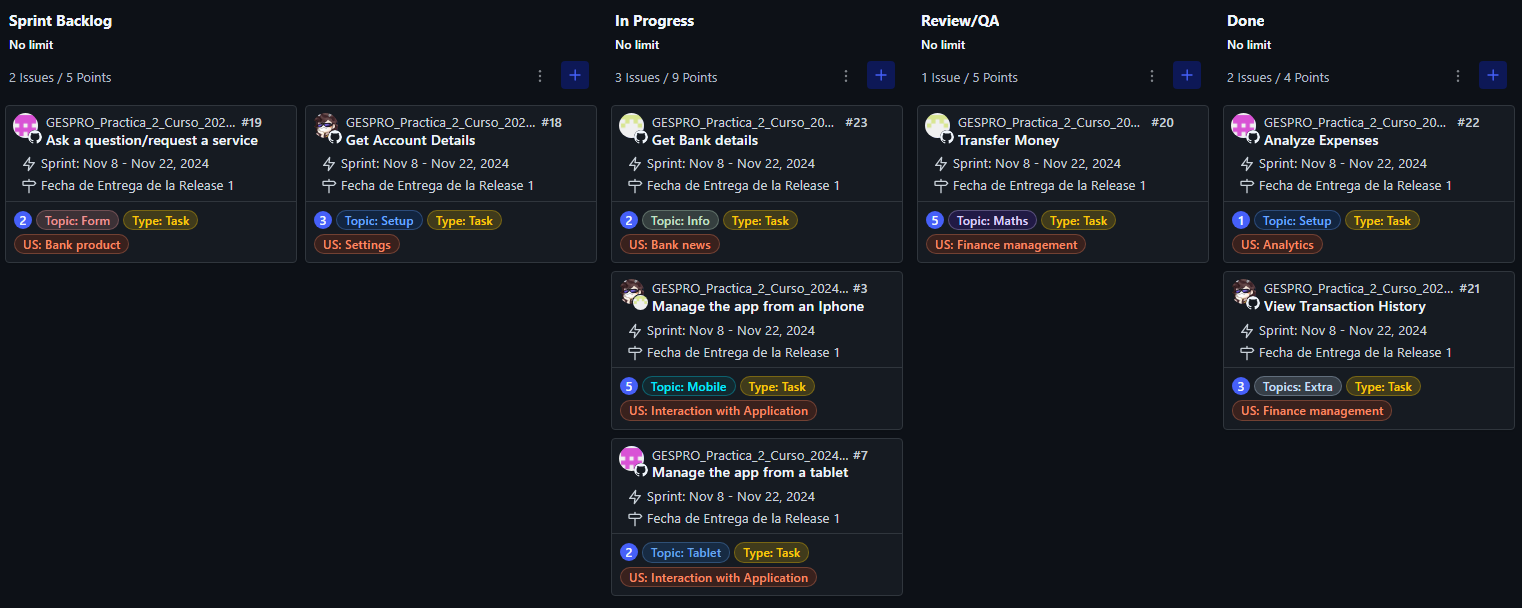 Sprint Backlog
No limit
2 Issues / 5 Points
GESPRO_Practica_2_Curso_202... #19
Ask a question/request a service
Sprint: Nov 8 - Nov 22, 2024
Fecha de Entrega de la Release 1
2 Topic: Form Type: Task
US: Bank product
GESPRO_Practica_2_Curso_202... #18
Get Account Details
Sprint: Nov 8 - Nov 22, 2024
Fecha de Entrega de la Release 1
3 Topic: Setup Type: Task
US: Settings
In Progress
No limit
3 Issues / 9 Points
GESPRO_Practica_2_Curso_20... #23
Get Bank details
Sprint: Nov 8 - Nov 22, 2024
Fecha de Entrega de la Release 1
2 Topic: Info Type: Task
US: Bank news
GESPRO_Practica_2_Curso_2024... #3
Manage the app from an Iphone
Sprint: Nov 8 - Nov 22, 2024
Fecha de Entrega de la Release 1
5 Topic: Mobile Type: Task
US: Interaction with Application
GESPRO_Practica_2_Curso_2024... #7
Manage the app from a tablet
Sprint: Nov 8 - Nov 22, 2024
Fecha de Entrega de la Release 1
2 Topic: Tablet Type: Task
US: Interaction with Application
Review/QA
No limit
1 Issue / 5 Points
GESPRO_Practica_2_Curso_20... #20
Transfer Money
Sprint: Nov 8 - Nov 22, 2024
Fecha de Entrega de la Release 1
5 Topic: Maths Type: Task
US: Finance management
Done
No limit
2 Issues / 4 Points
GESPRO_Practica_2_Curso_20... #22
Analyze Expenses
Sprint: Nov 8 - Nov 22, 2024
Fecha de Entrega de la Release 1
1 Topic: Setup Type: Task
US: Analytics
GESPRO_Practica_2_Curso_202... #21
View Transaction History
Sprint: Nov 8 - Nov 22, 2024
Fecha de Entrega de la Release 1
3 Topics: Extra Type: Task
US: Finance management